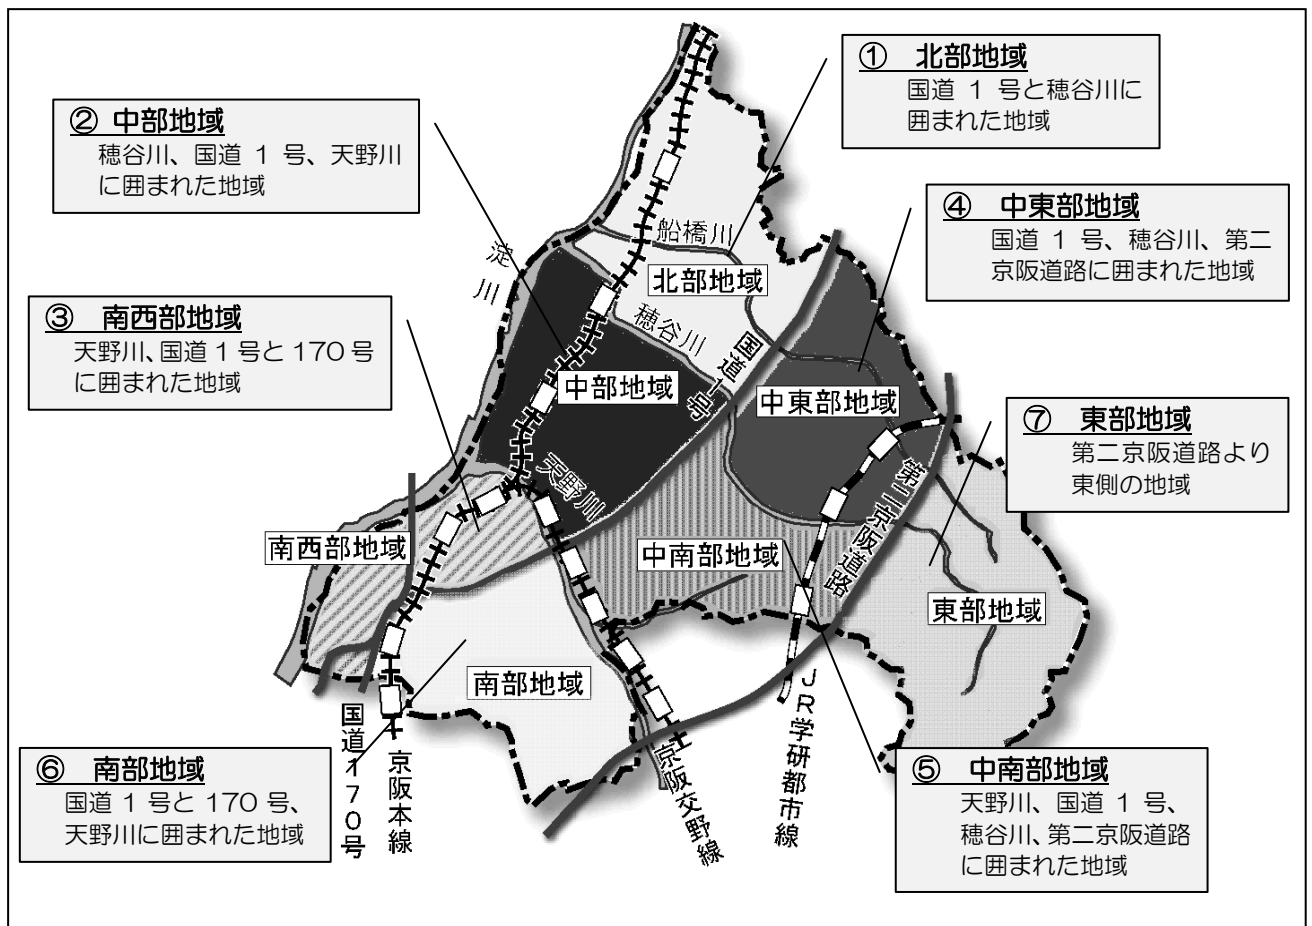 ① 北部地域
国道 1 号と穂谷川に
囲まれた地域
② 中部地域
穂谷川、国道 1 号、天野川
に囲まれた地域
④ 中東部地域
国道 1 号、穂谷川、第二
京阪道路に囲まれた地域
③ 南西部地域
天野川、国道 1 号と 170 号
に囲まれた地域
⑦ 東部地域
第二京阪道路より
東側の地域
⑥ 南部地域
国道 1 号と 170 号、
天野川に囲まれた地域
⑤ 中南部地域
天野川、国道 1 号、
穂谷川、第二京阪道路
に囲まれた地域
淀川
船橋川
北部地域
穂谷川
国道1号
中部地域
中東部地域
天野川
第二京阪道路
南西部地域
中南部地域
東部地域
南部地域
国道170号
京阪本線
京阪交野線
JR学研都市線